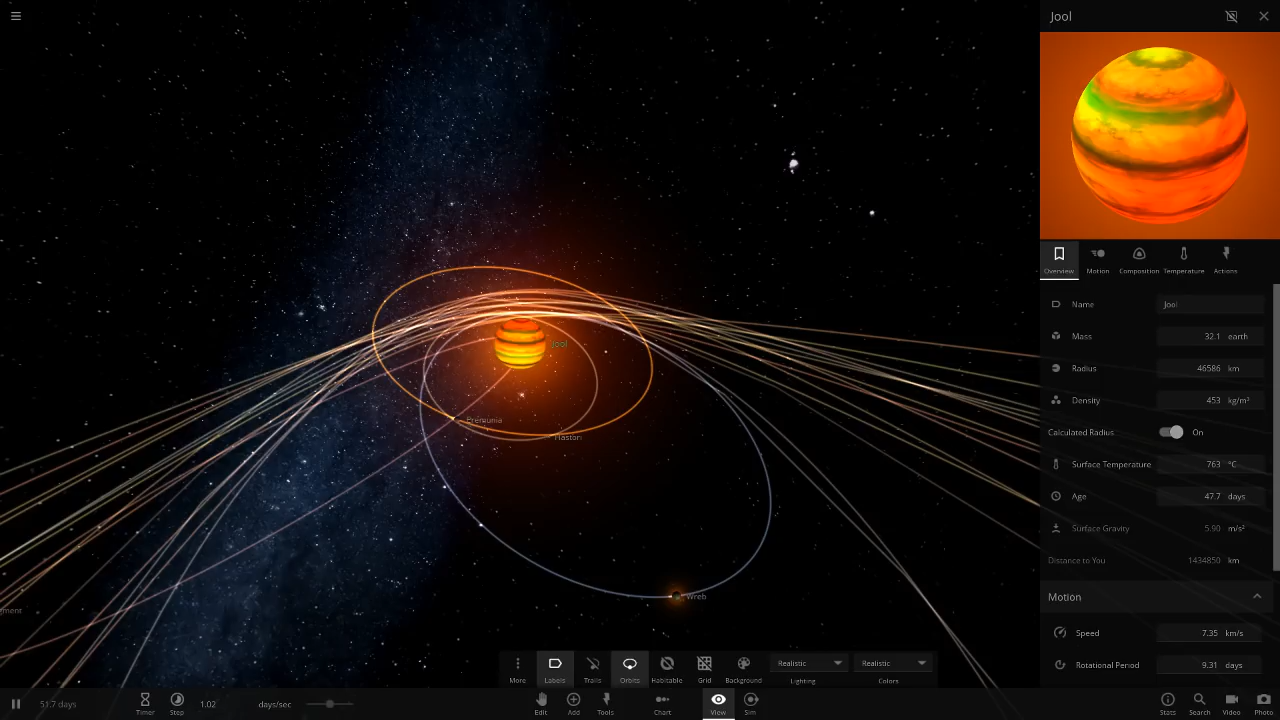 Jool
Overview
Motion
Composition
Temperature
Actions
Name
Jool
Mass
32.1 earth
Radius
46586 km
Density
453 kg/m³
Calculated Radius
On
Surface Temperature
763 °C
Age
47.7 days
Surface Gravity
5.90 m/s²
Distance to You
1434850 km
Motion
Speed
7.35 km/s
Rotational Period
9.31 days
Jool
Eremunia
Haston
Wreb
gment
More
Labels
Trails
Orbits
Habitable
Grid
Background
Realistic
Lighting
Realistic
Colors
51.7 days
Timer
Step
1.02 days/sec
Edit
Add
Tools
Chart
View
Sim
Stats
Search
Video
Photo